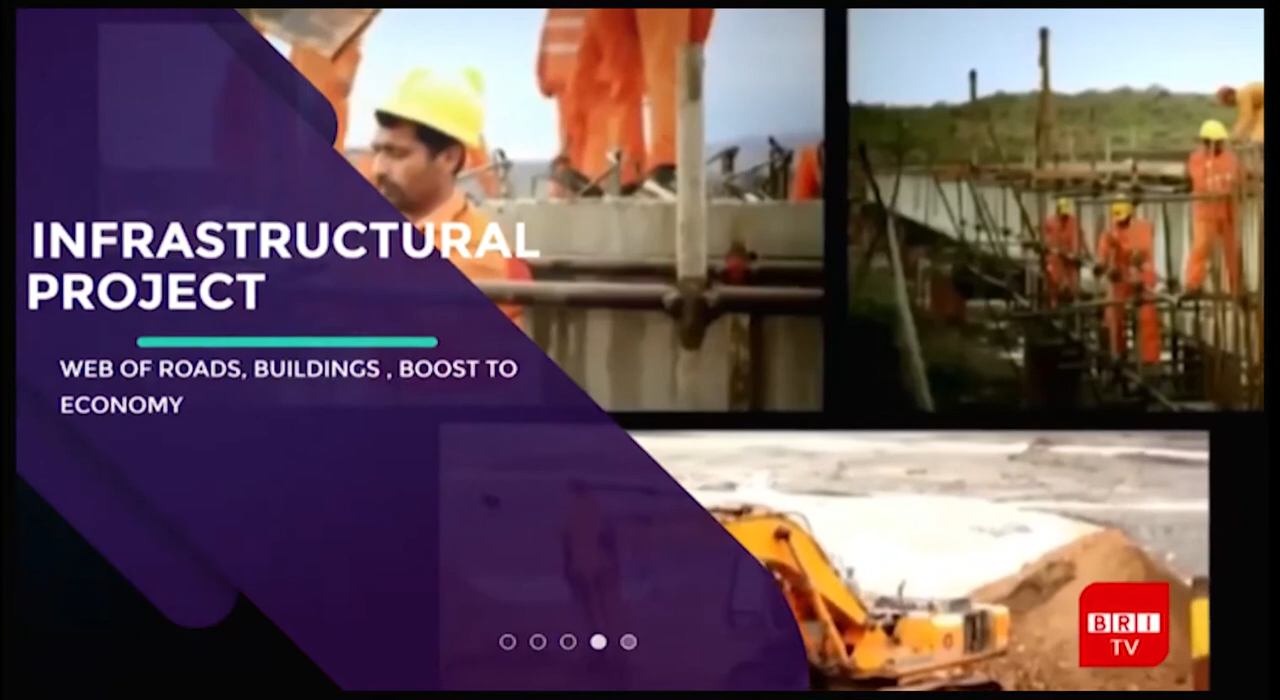 INFRASTRUCTURAL
PROJECT
WEB OF ROADS, BUILDINGS , BOOST TO
ECONOMY
BRI
TV